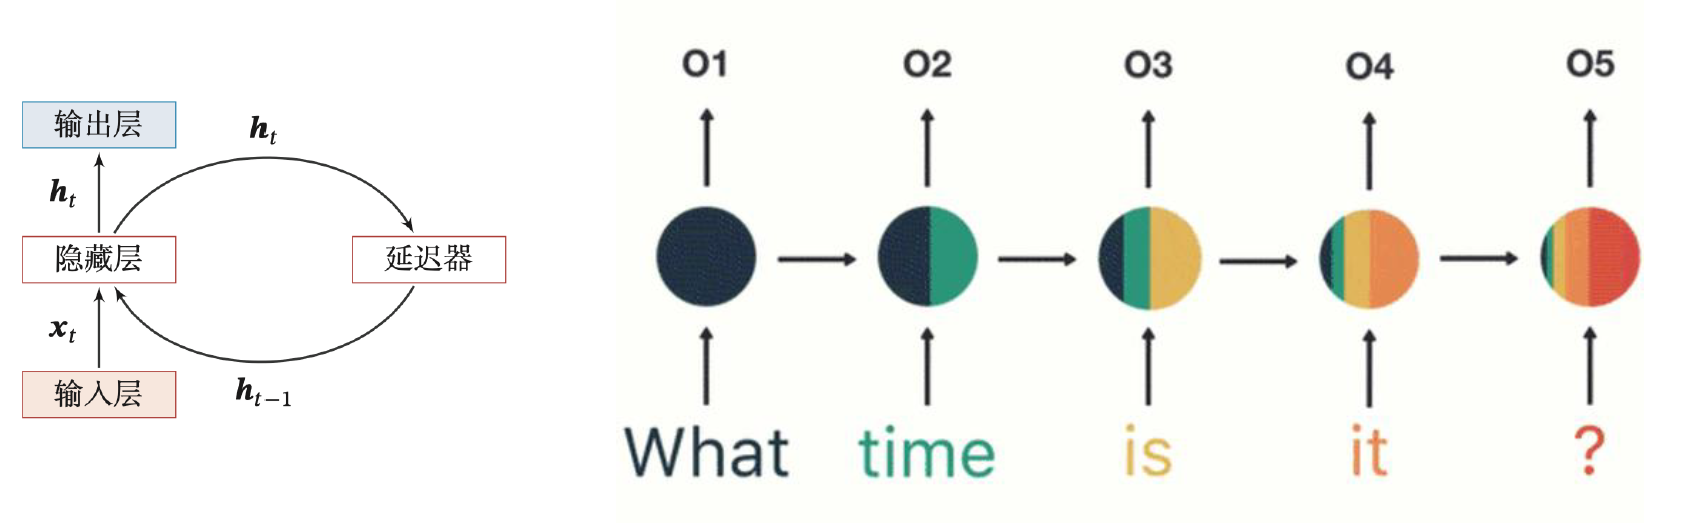 输出层
h_t
h_t
隐藏层
延迟器
x_t
h_{t-1}
输入层
O1 O2 O3 O4 O5
What time is it ?